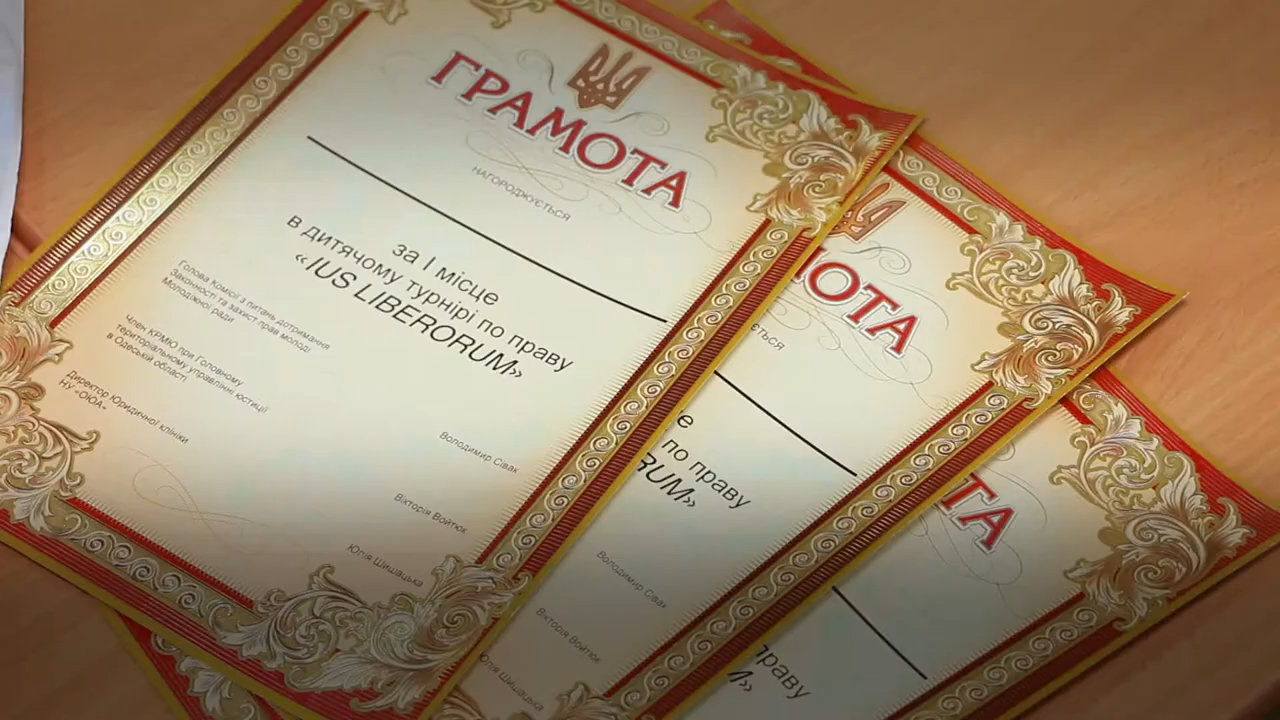 ГРАМОТА
НАГОРОДЖУЄТЬСЯ
за І місце
в дитячому турнірі по праву
«IUS LIBERORUM»
Голова Комісії з питань дотримання
Законності та захист прав молоді
Молодіжної ради
Володимир Сівак
Член КРМЮ при Головному
територіальному управлінні юстиції
в Одеській області
Вікторія Войтюк
Директор Юридичної клініки
НУ "ОЮА"
Юлія Шишацька
ОТА
ється
е
по праву
RUM»
Володимир Сівак
Вікторія Войтюк
Юлія Шишацька
ТА
праву
»